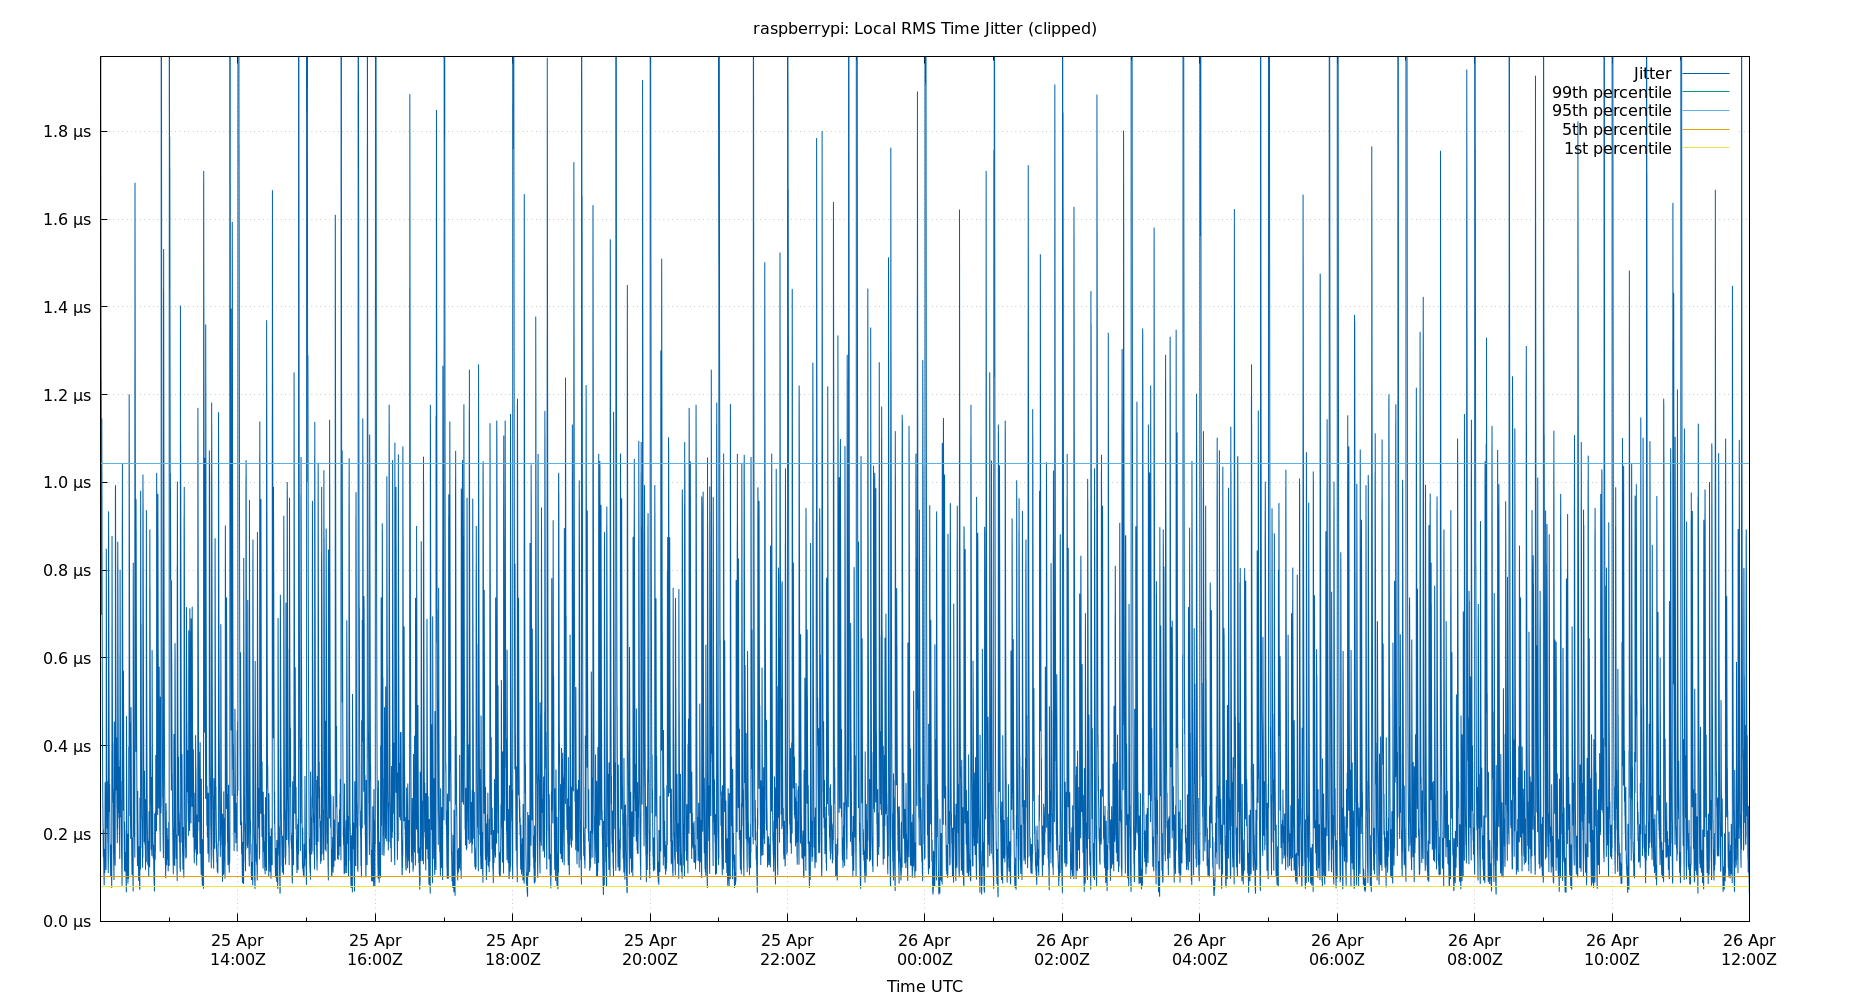 raspberrypi: Local RMS Time Jitter (clipped)
Jitter
99th percentile
95th percentile
5th percentile
1st percentile
1.8 µs
1.6 µs
1.4 µs
1.2 µs
1.0 µs
0.8 µs
0.6 µs
0.4 µs
0.2 µs
0.0 µs
25 Apr 25 Apr 25 Apr 25 Apr 25 Apr 26 Apr 26 Apr 26 Apr 26 Apr 26 Apr 26 Apr 26 Apr
14:00Z 16:00Z 18:00Z 20:00Z 22:00Z 00:00Z 02:00Z 04:00Z 06:00Z 08:00Z 10:00Z 12:00Z
Time UTC